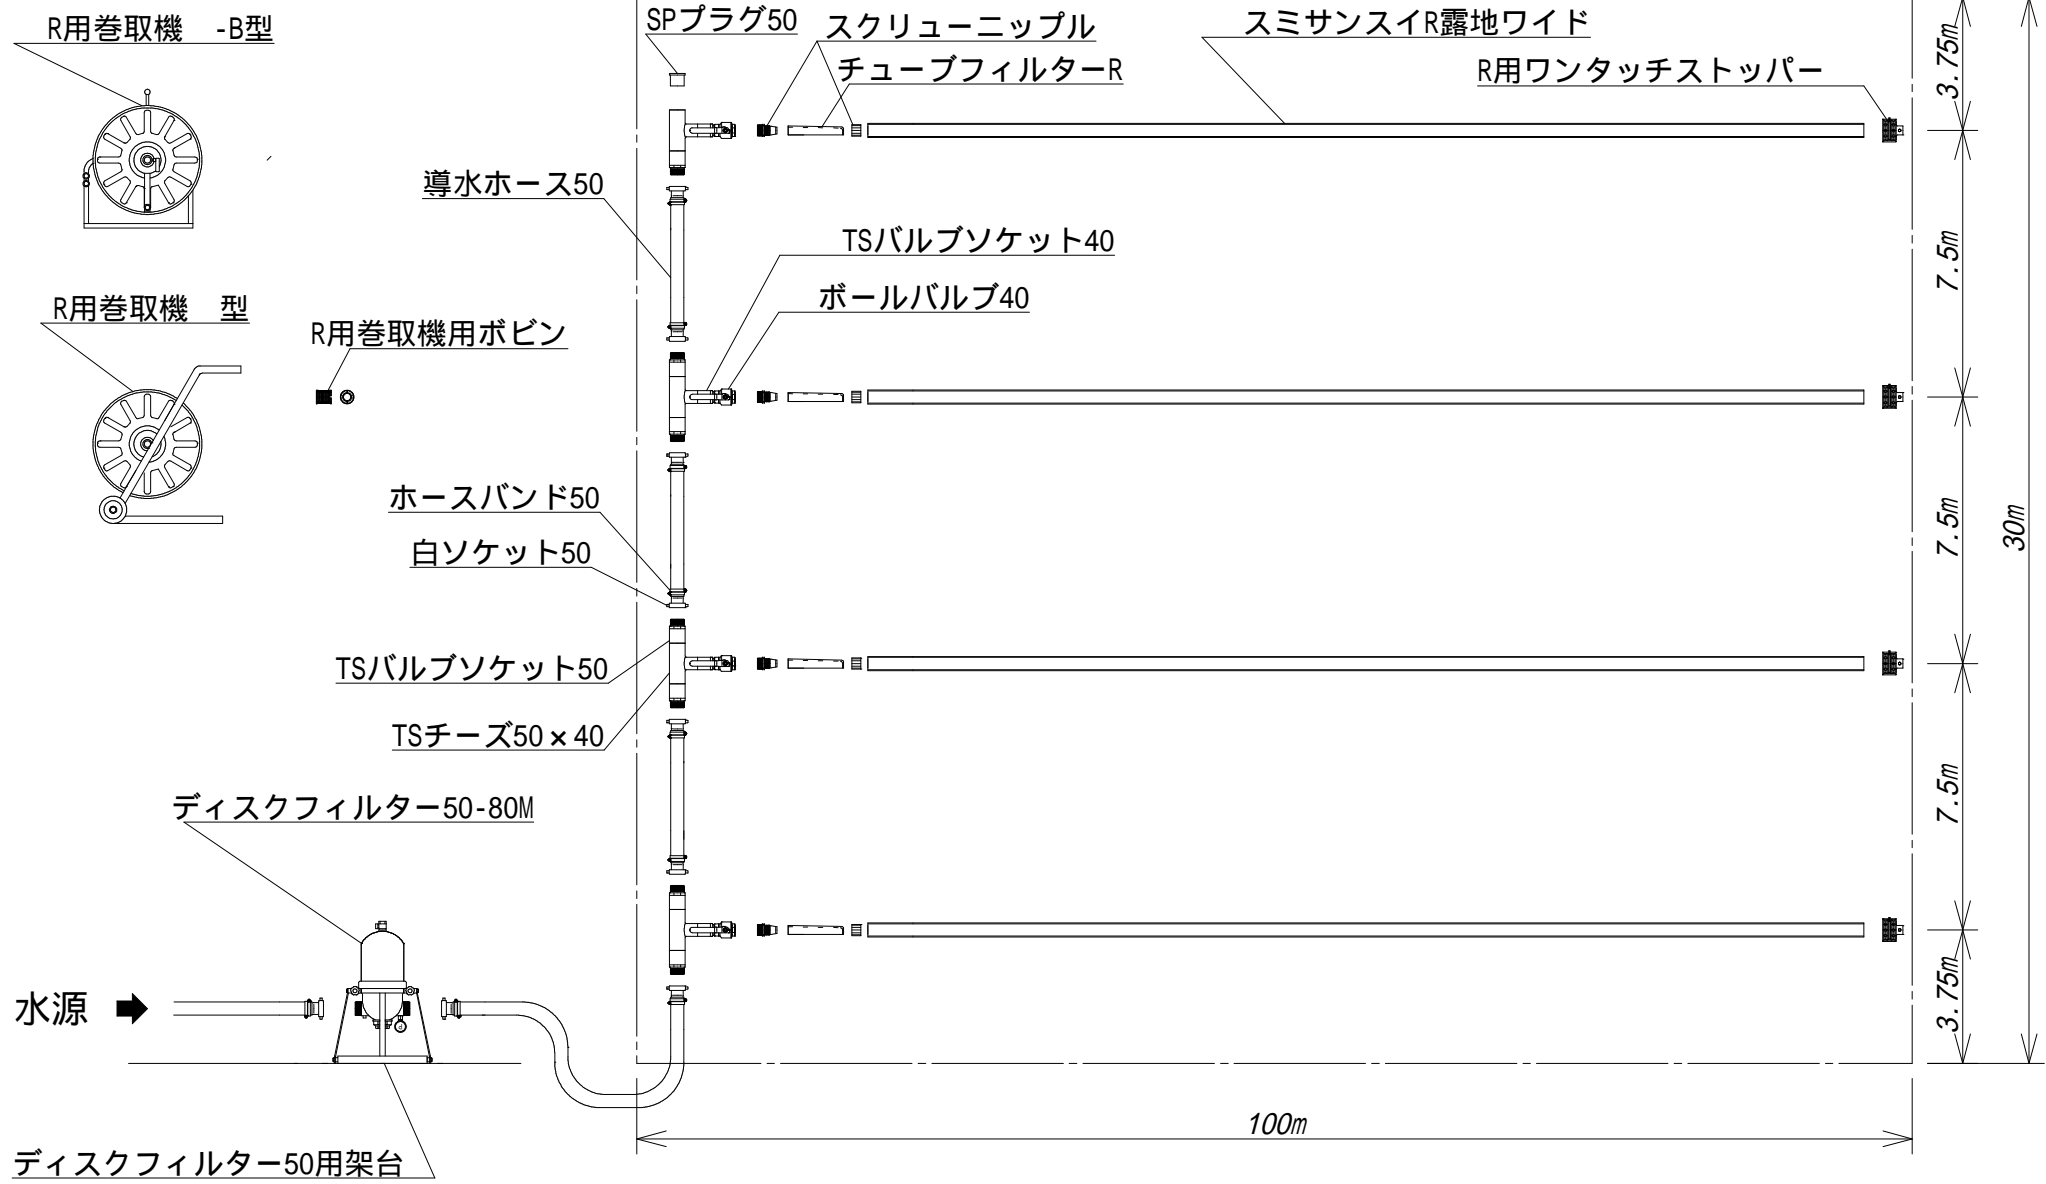 R用巻取機 -B型
SPプラグ50
スクリューニップル
スミサンスイR露地ワイド
チューブフィルターR
R用ワンタッチストッパー
3.75m
導水ホース50
TSバルブソケット40
7.5m
ボールバルブ40
R用巻取機 型
R用巻取機用ボビン
ホースバンド50
7.5m
30m
白ソケット50
TSバルブソケット50
TSチーズ50×40
7.5m
ディスクフィルター50-80M
水源
3.75m
100m
ディスクフィルター50用架台